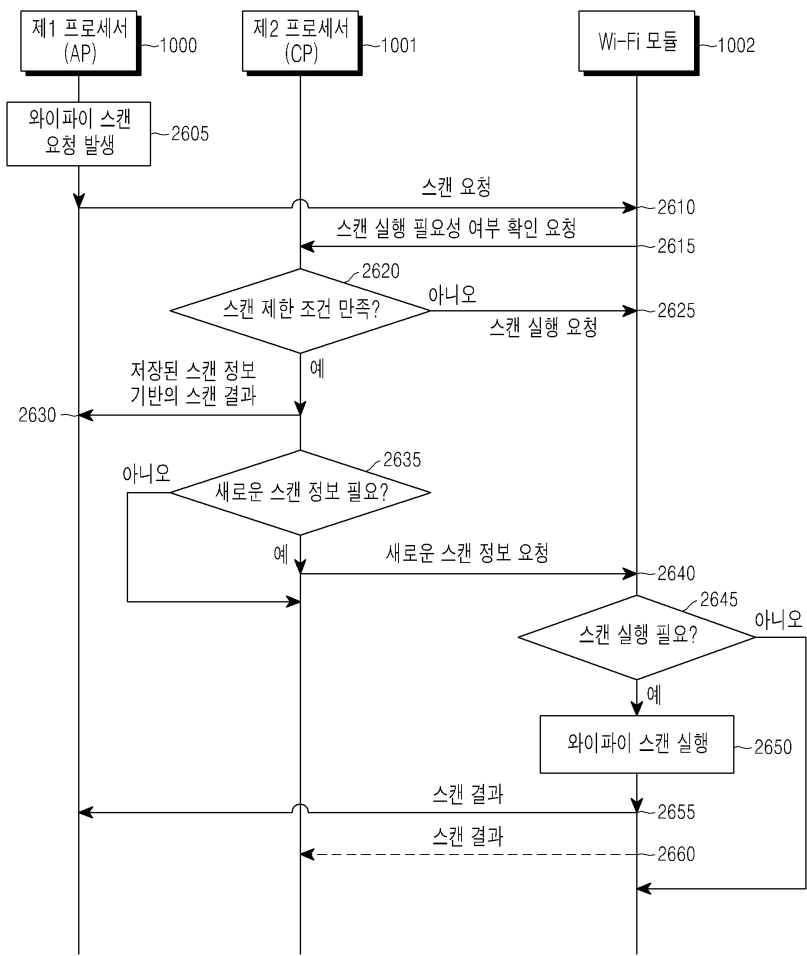 제1 프로세서
(AP)
1000
제2 프로세서
(CP)
1001
Wi-Fi 모듈
1002
와이파이 스캔
요청 발생
2605
스캔 요청
2610
스캔 실행 필요성 여부 확인 요청
2615
2620
스캔 제한 조건 만족?
아니오
스캔 실행 요청
2625
예
저장된 스캔 정보
기반의 스캔 결과
2630
2635
아니오
새로운 스캔 정보 필요?
예
새로운 스캔 정보 요청
2640
2645
스캔 실행 필요?
아니오
예
와이파이 스캔 실행
2650
스캔 결과
2655
스캔 결과
2660